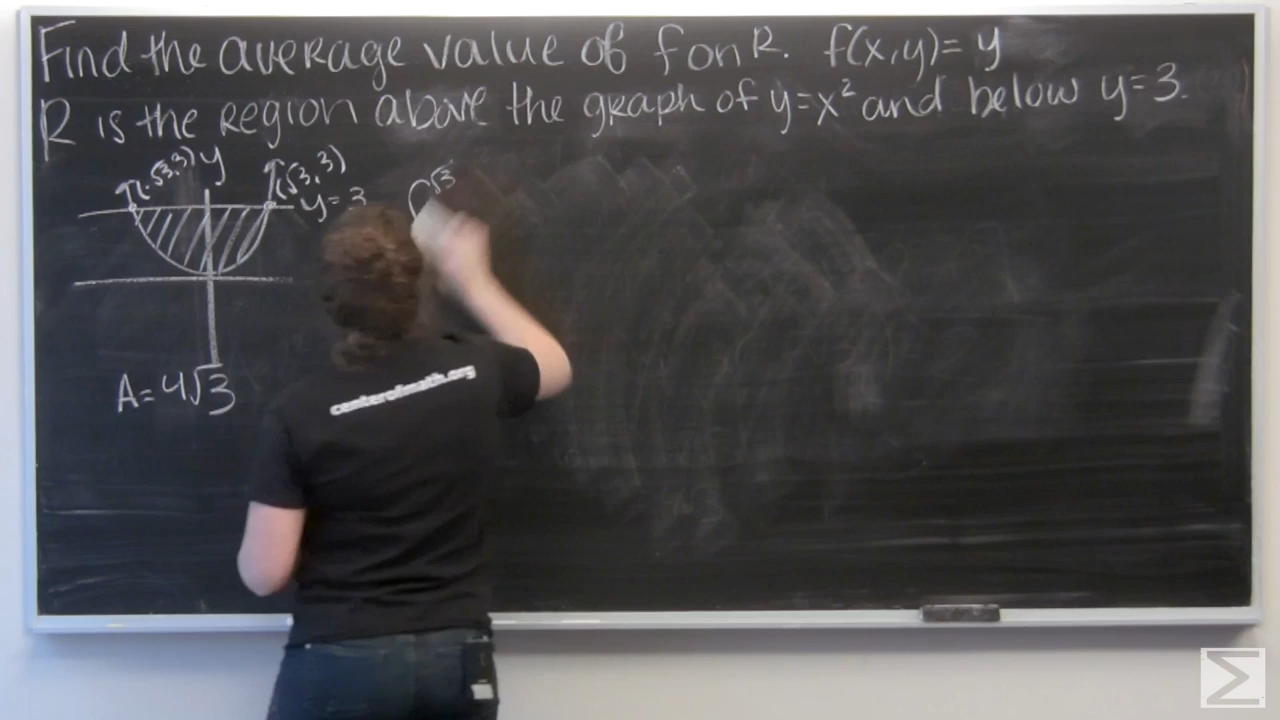 Find the average value of f on R. f(x,y)= y
R is the region above the graph of y=x² and below y=3.
(-√3,3) y (√3,3)
y=3
∫√3
A=4√3
centerofmath.org
Σ